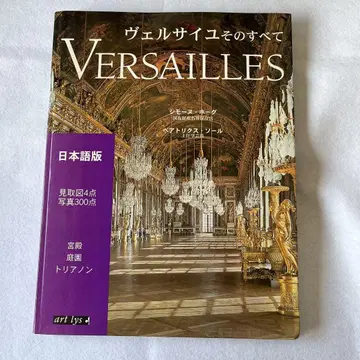 ヴェルサイユそのすべて
VERSAILLES
シモーヌ・ホーグ
ベアトリクス・ソール
日本語版
見取図4点
写真300点
宮殿
庭園
トリアノン
art lys